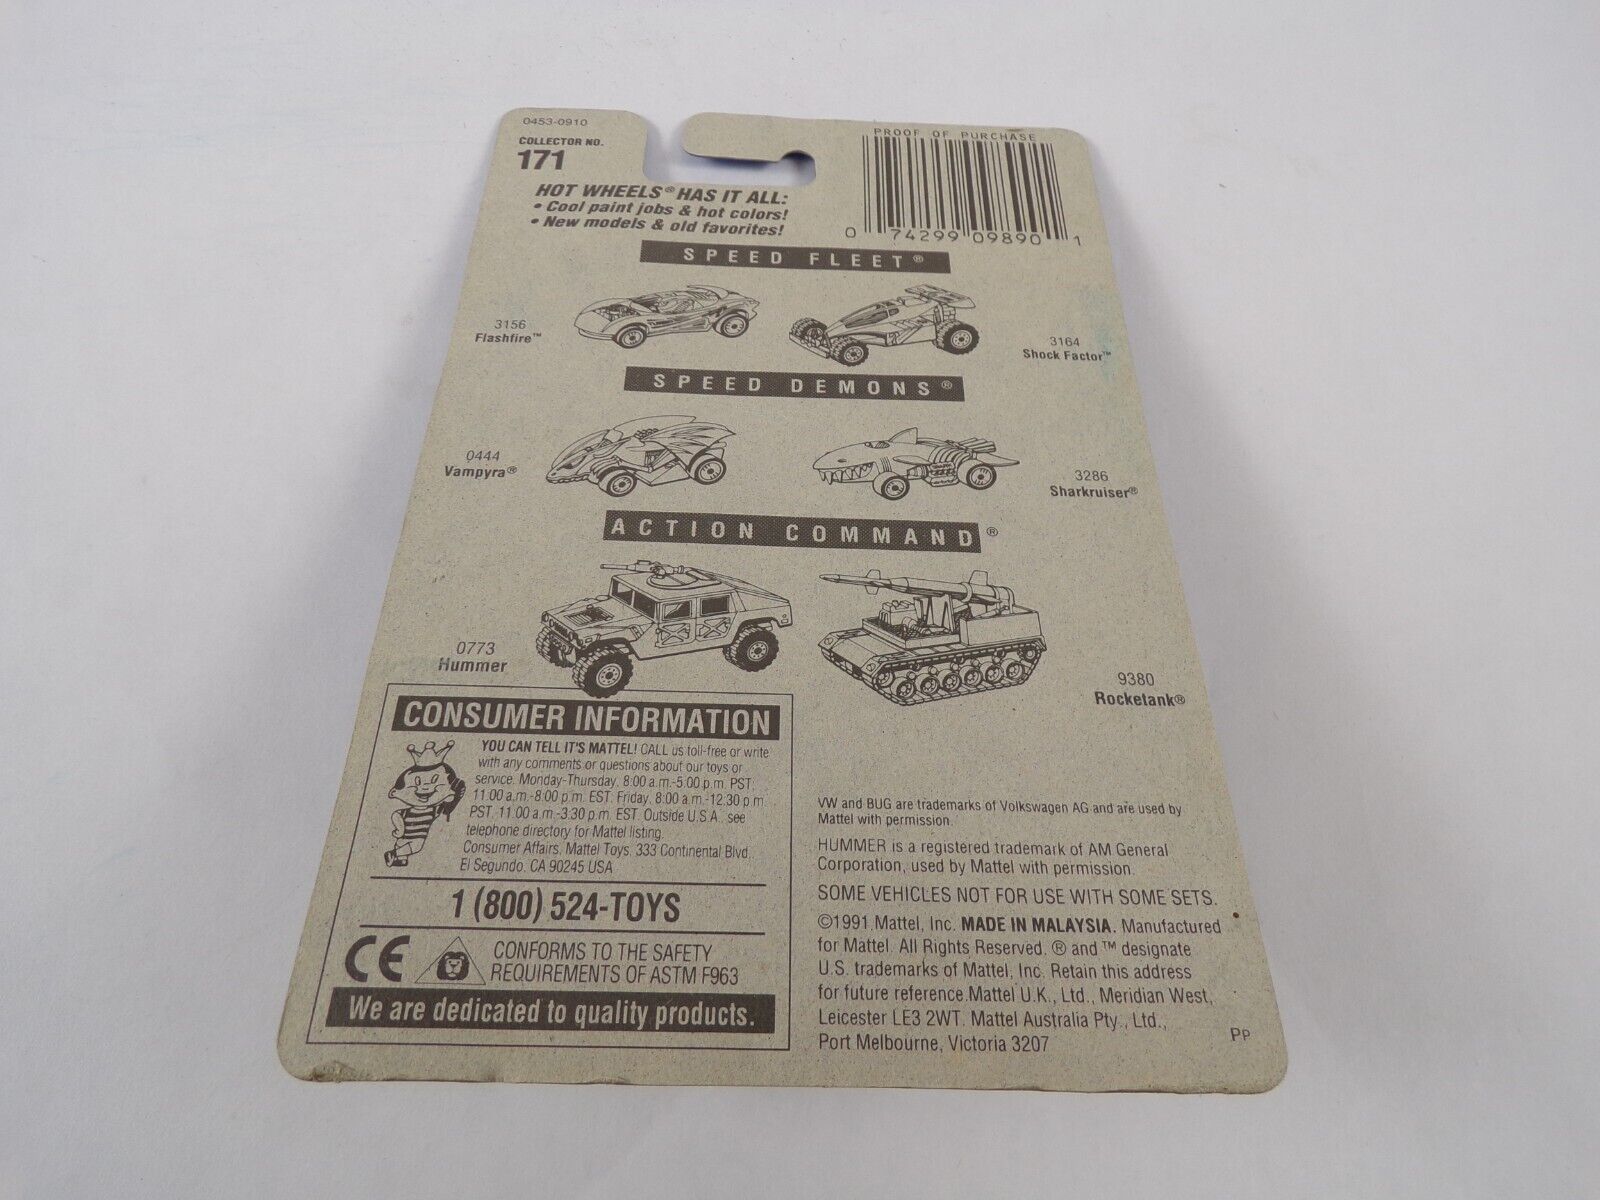 0453-0910
COLLECTOR NO.
171
HOT WHEELS® HAS IT ALL:
• Cool paint jobs & hot colors!
• New models & old favorites!
PROOF OF PURCHASE
0 74299 09890 1
SPEED FLEET®
3156
Flashfire™
3164
Shock Factor™
SPEED DEMONS®
0444
Vampyra®
3286
Sharkruiser®
ACTION COMMAND®
0773
Hummer
9380
Rocketank®
CONSUMER INFORMATION
YOU CAN TELL IT'S MATTEL! CALL us toll-free or write
with any comments or questions about our toys or
service. Monday-Thursday, 8:00 a.m.-5:00 p.m. PST;
11:00 a.m.-8:00 p.m. EST. Friday, 8:00 a.m.-12:30 p.m.
PST, 11:00 a.m.-3:30 p.m. EST. Outside U.S.A., see
telephone directory for Mattel listing.
Consumer Affairs, Mattel Toys, 333 Continental Blvd.,
El Segundo, CA 90245 USA
1 (800) 524-TOYS
CE
CONFORMS TO THE SAFETY
REQUIREMENTS OF ASTM F963
We are dedicated to quality products.
VW and BUG are trademarks of Volkswagen AG and are used by
Mattel with permission.
HUMMER is a registered trademark of AM General
Corporation, used by Mattel with permission.
SOME VEHICLES NOT FOR USE WITH SOME SETS.
©1991 Mattel, Inc. MADE IN MALAYSIA. Manufactured
for Mattel. All Rights Reserved. ® and ™ designate
U.S. trademarks of Mattel, Inc. Retain this address
for future reference. Mattel U.K., Ltd., Meridian West,
Leicester LE3 2WT. Mattel Australia Pty., Ltd.,
Port Melbourne, Victoria 3207
PP